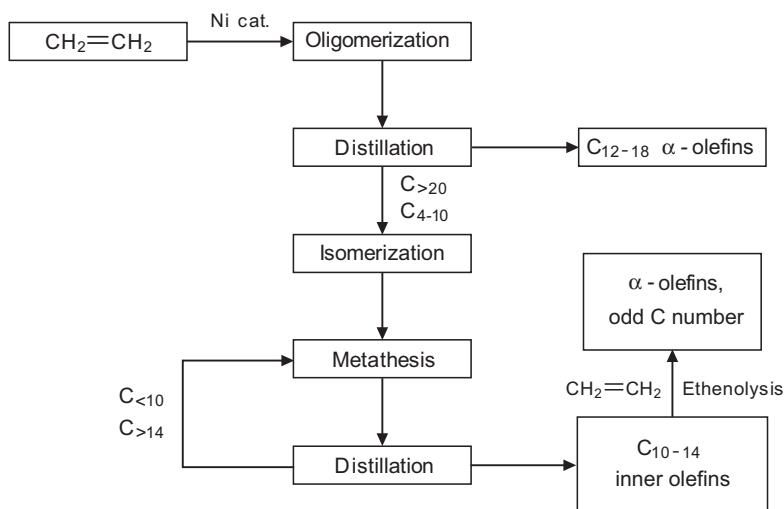 Ni cat.
CH₂=CH₂
Oligomerization
Distillation
C₁₂₋₁₈ α-olefins
C>₂₀
C₄₋₁₀
Isomerization
α-olefins,
odd C number
Metathesis
C<₁₀
C>₁₄
CH₂=CH₂ Ethenolysis
Distillation
C₁₀₋₁₄
inner olefins